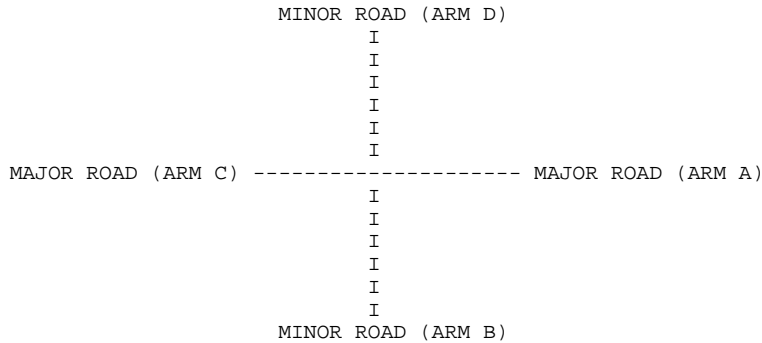 MINOR ROAD (ARM D)
I
I
I
I
I
I
MAJOR ROAD (ARM C) --------------------- MAJOR ROAD (ARM A)
I
I
I
I
I
I
MINOR ROAD (ARM B)